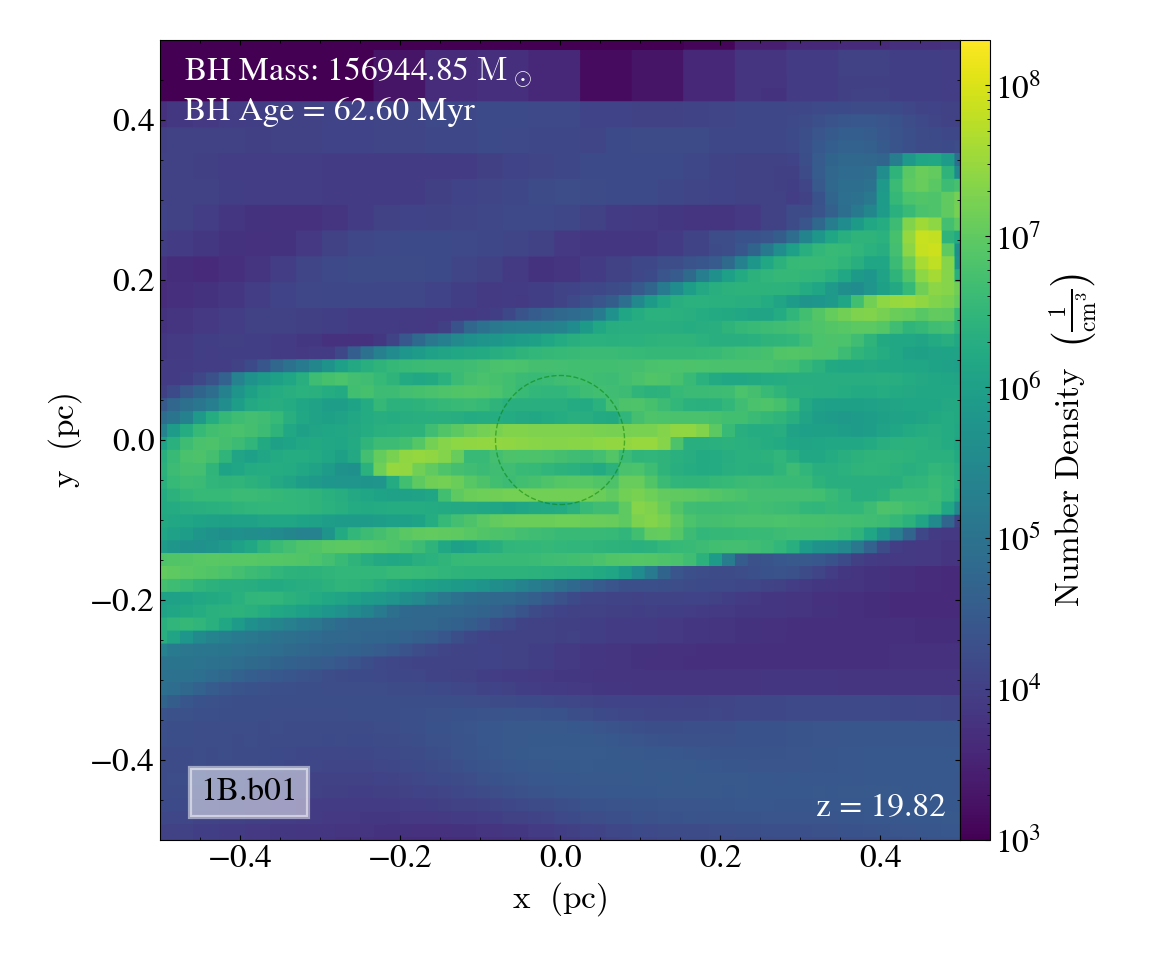 BH Mass: 156944.85 M⊙
BH Age = 62.60 Myr
0.4
0.2
0.0
−0.2
−0.4
y (pc)
1B.b01
z = 19.82
−0.4 −0.2 0.0 0.2 0.4
x (pc)
10⁸
10⁷
10⁶
10⁵
10⁴
10³
Number Density (1/cm³)